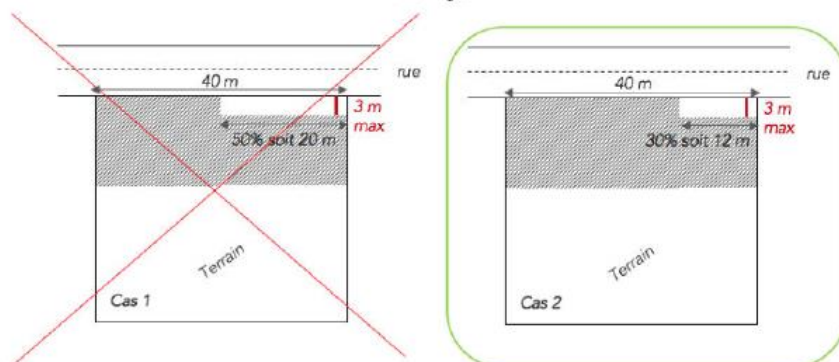 rue
40 m
3 m
max
50% soit 20 m
Terrain
Cas 1
rue
40 m
3 m
max
30% soit 12 m
Terrain
Cas 2